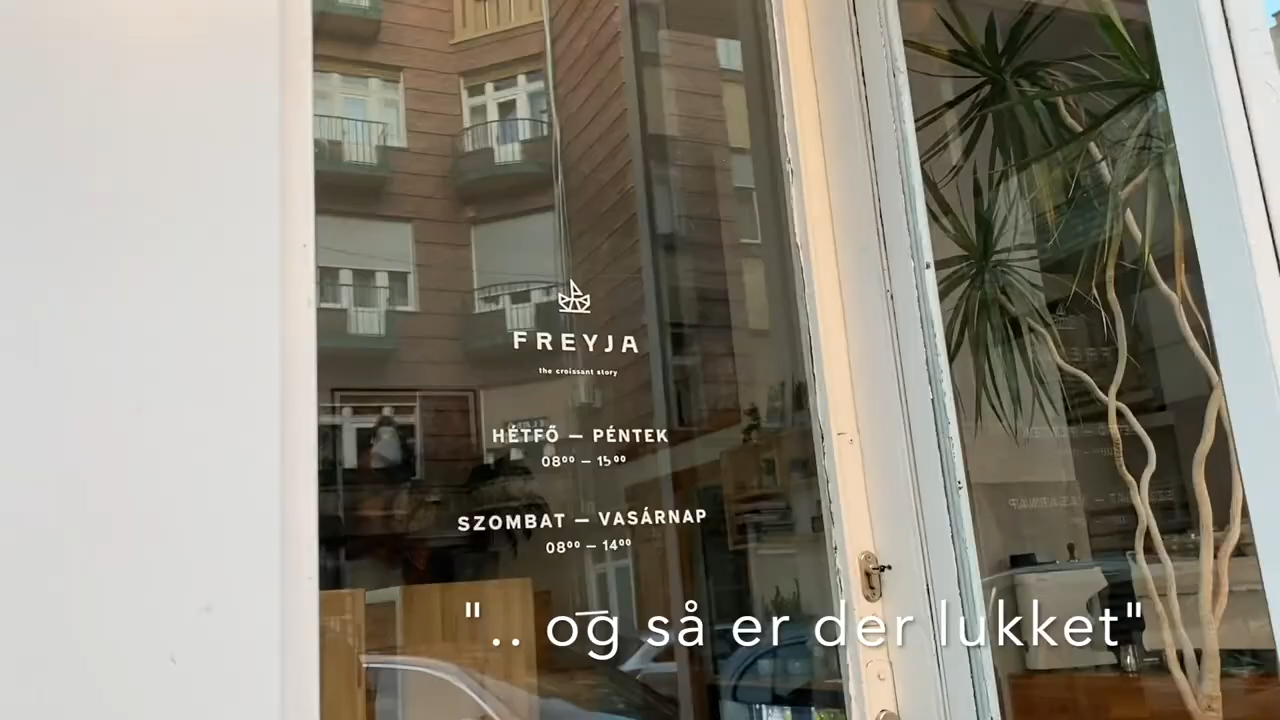 FREYJA
the croissant story
HÉTFŐ — PÉNTEK
08⁰⁰ — 15⁰⁰
SZOMBAT — VASÁRNAP
08⁰⁰ — 14⁰⁰
".. og så er der lukket"